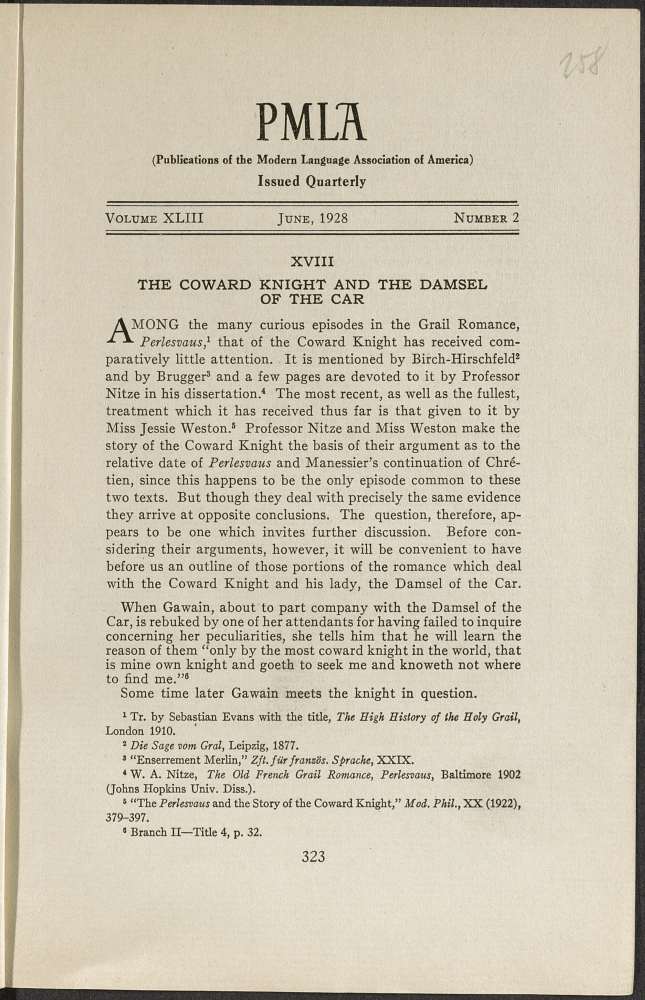 258
PMLA
(Publications of the Modern Language Association of America)
Issued Quarterly
VOLUME XLIII JUNE, 1928 NUMBER 2
XVIII
THE COWARD KNIGHT AND THE DAMSEL
OF THE CAR
AMONG the many curious episodes in the Grail Romance,
Perlesvaus,¹ that of the Coward Knight has received com-
paratively little attention. It is mentioned by Birch-Hirschfeld²
and by Brugger³ and a few pages are devoted to it by Professor
Nitze in his dissertation.⁴ The most recent, as well as the fullest,
treatment which it has received thus far is that given to it by
Miss Jessie Weston.⁵ Professor Nitze and Miss Weston make the
story of the Coward Knight the basis of their argument as to the
relative date of Perlesvaus and Manessier's continuation of Chré-
tien, since this happens to be the only episode common to these
two texts. But though they deal with precisely the same evidence
they arrive at opposite conclusions. The question, therefore, ap-
pears to be one which invites further discussion. Before con-
sidering their arguments, however, it will be convenient to have
before us an outline of those portions of the romance which deal
with the Coward Knight and his lady, the Damsel of the Car.
When Gawain, about to part company with the Damsel of the
Car, is rebuked by one of her attendants for having failed to inquire
concerning her peculiarities, she tells him that he will learn the
reason of them "only by the most coward knight in the world, that
is mine own knight and goeth to seek me and knoweth not where
to find me."⁶
Some time later Gawain meets the knight in question.
¹ Tr. by Sebastian Evans with the title, The High History of the Holy Grail,
London 1910.
² Die Sage vom Gral, Leipzig, 1877.
³ "Enserrement Merlin," Zft. für französ. Sprache, XXIX.
⁴ W. A. Nitze, The Old French Grail Romance, Perlesvaus, Baltimore 1902
(Johns Hopkins Univ. Diss.).
⁵ "The Perlesvaus and the Story of the Coward Knight," Mod. Phil., XX (1922),
379–397.
⁶ Branch II—Title 4, p. 32.
323